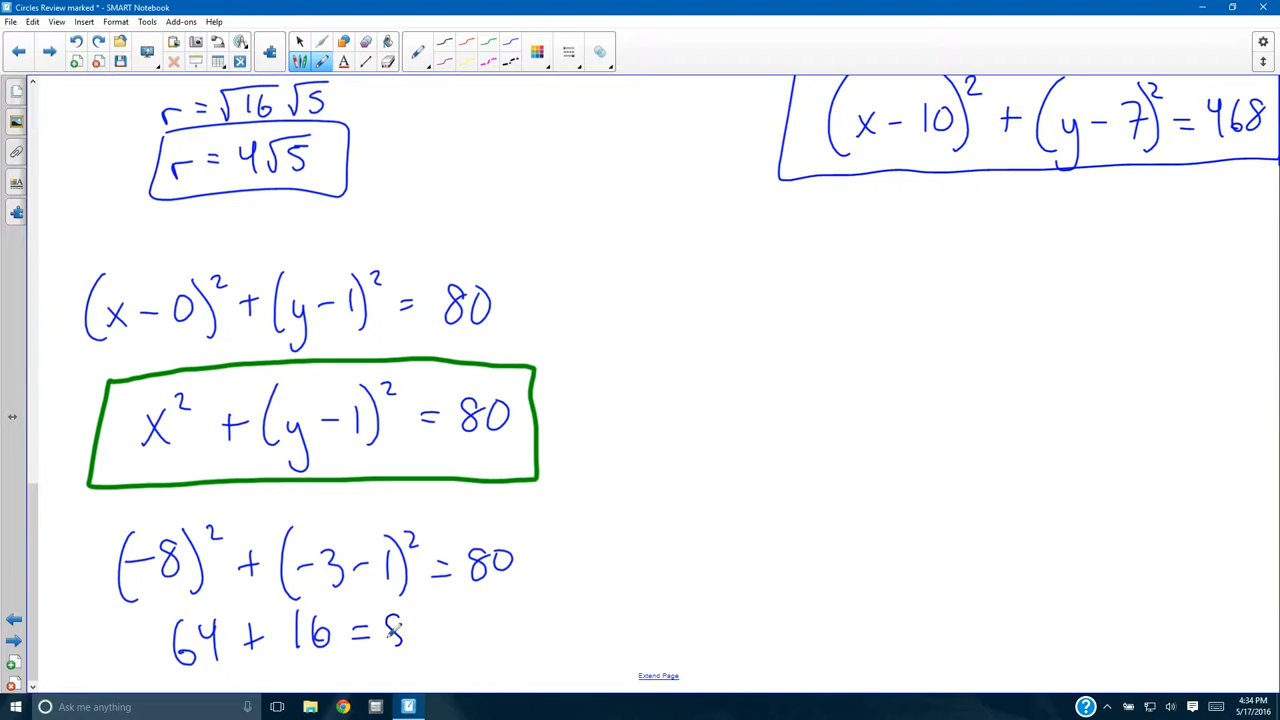 Circles Review marked * - SMART Notebook
File Edit View Insert Format Tools Add-ons Help
r = √16 √5
r = 4√5
(x - 10)² + (y - 7)² = 468
(x - 0)² + (y - 1)² = 80
x² + (y - 1)² = 80
(-8)² + (-3 - 1)² = 80
64 + 16 = 8
Extend Page
Ask me anything
4:34 PM
5/17/2016